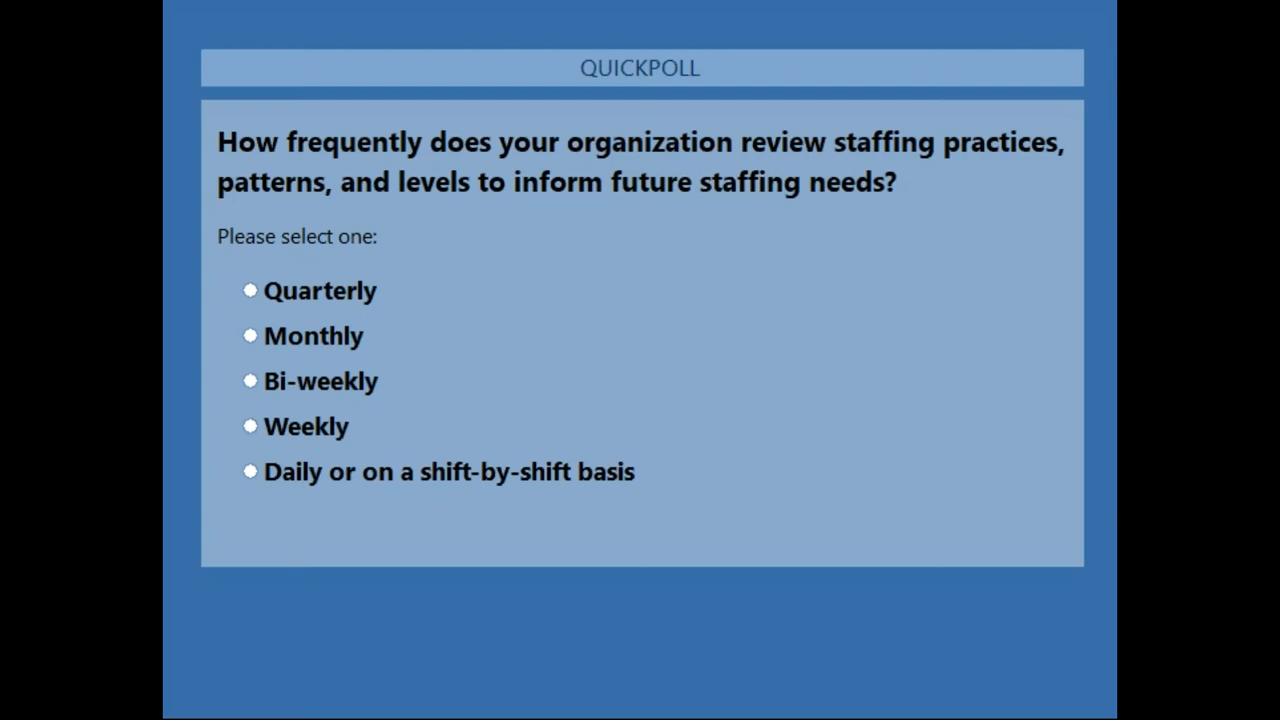 QUICKPOLL
How frequently does your organization review staffing practices,
patterns, and levels to inform future staffing needs?
Please select one:
Quarterly
Monthly
Bi-weekly
Weekly
Daily or on a shift-by-shift basis